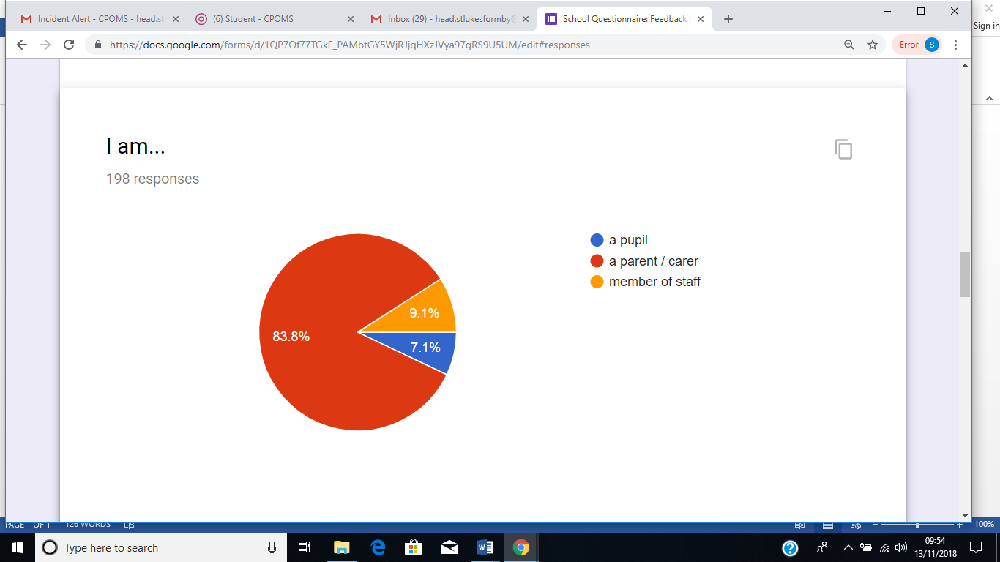 Incident Alert - CPOMS - head.st
(6) Student - CPOMS
Inbox (29) - head.stlukesformby@
School Questionnaire: Feedback
Sign in
https://docs.google.com/forms/d/1QP7Of77TGkF_PAMbtGY5WjRJjqHXzJVya97gRS9U5UM/edit#responses
Error
S
I am...
198 responses
a pupil
a parent / carer
member of staff
9.1%
83.8%
7.1%
PAGE 1 OF 1
126 WORDS
100%
Type here to search
09:54
13/11/2018